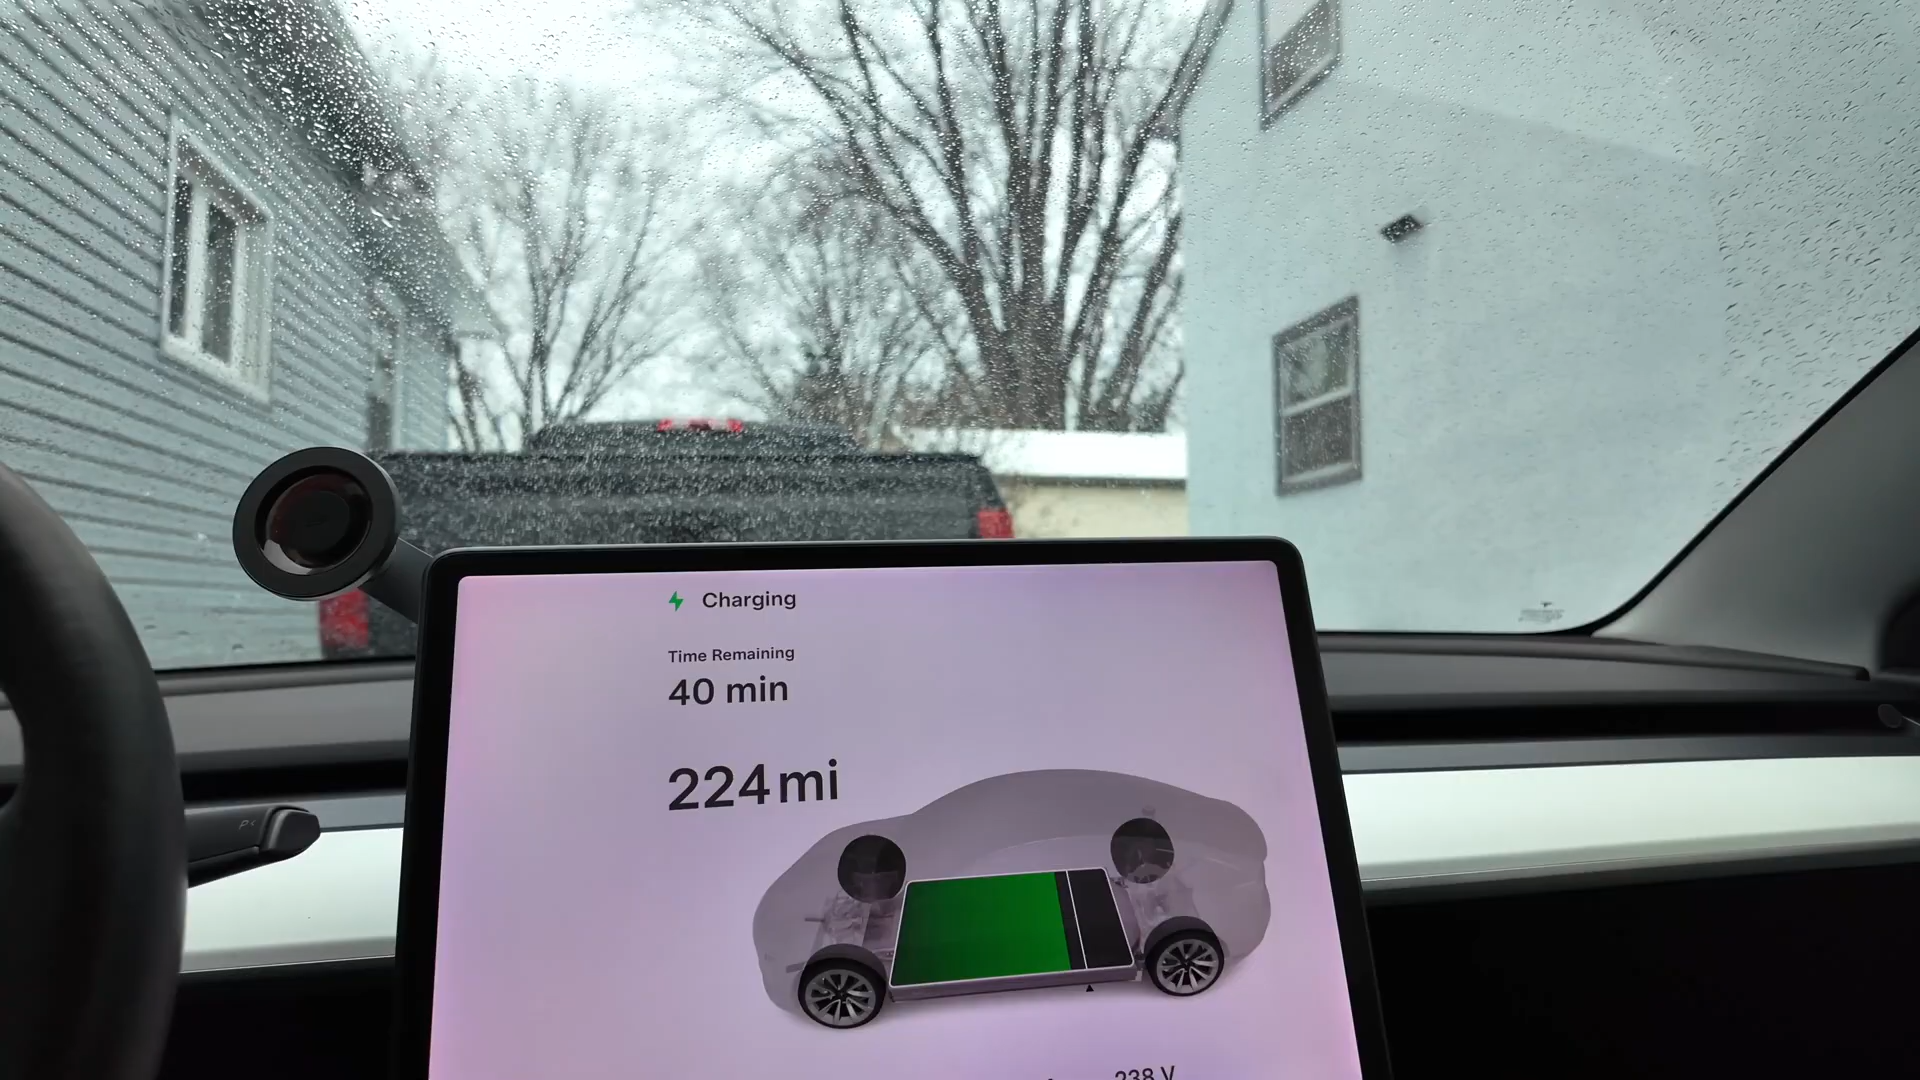 Charging
Time Remaining
40 min
224 mi
238 V